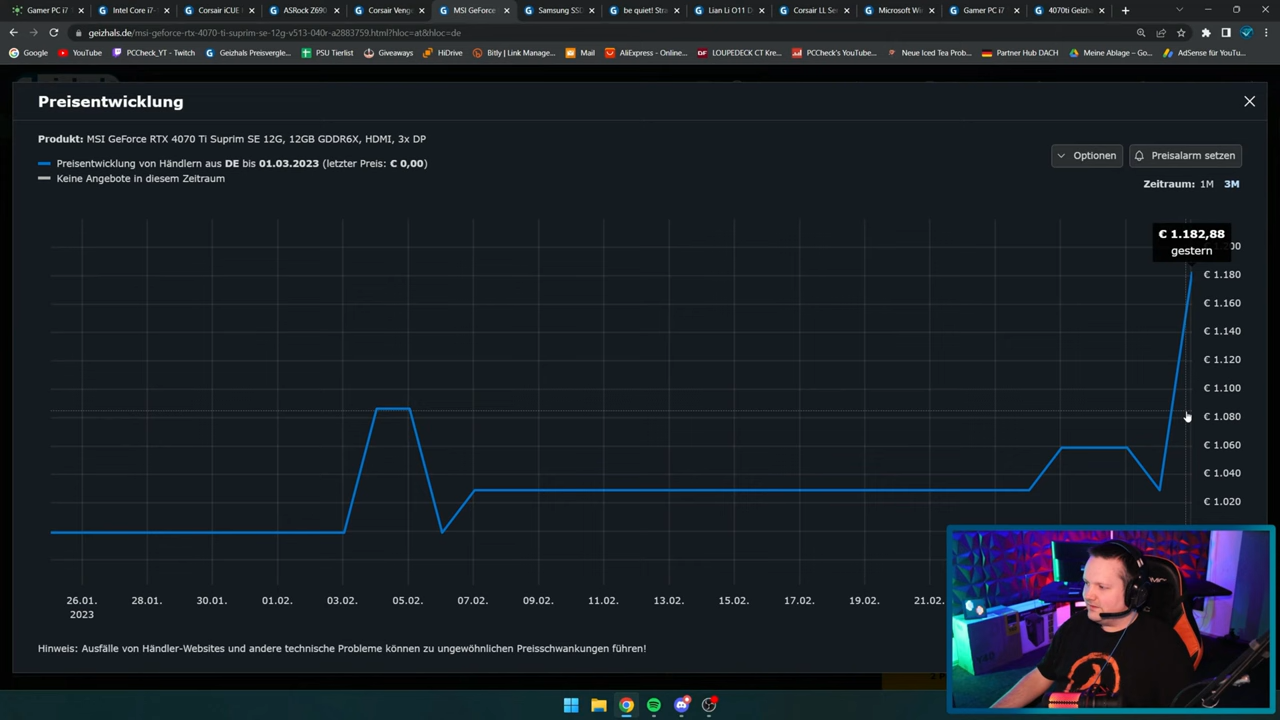 Gamer PC i7
Intel Core i7-
Corsair iCUE
ASRock Z690
Corsair Veng
MSI GeForce
Samsung SSD
be quiet! Stra
Lian Li O11 D
Corsair LL Se
Microsoft Wi
Gamer PC i7
4070ti Geizha
geizhals.de/msi-geforce-rtx-4070-ti-suprim-se-12g-v513-040r-a2883759.html?hloc=at&hloc=de
Google
YouTube
PCCheck_YT - Twitch
Geizhals Preisvergle...
PSU Tierlist
Giveaways
HiDrive
Bitly | Link Manage...
Mail
AliExpress - Online...
LOUPEDECK CT Kre...
PCCheck's YouTube...
Neue Iced Tea Prob...
Partner Hub DACH
Meine Ablage – Go...
AdSense für YouTu...
Preisentwicklung
Produkt: MSI GeForce RTX 4070 Ti Suprim SE 12G, 12GB GDDR6X, HDMI, 3x DP
Preisentwicklung von Händlern aus DE bis 01.03.2023 (letzter Preis: € 0,00)
Keine Angebote in diesem Zeitraum
Optionen
Preisalarm setzen
Zeitraum: 1M 3M
€ 1.182,88
gestern
€ 1.180
€ 1.160
€ 1.140
€ 1.120
€ 1.100
€ 1.080
€ 1.060
€ 1.040
€ 1.020
26.01. 28.01. 30.01. 01.02. 03.02. 05.02. 07.02. 09.02. 11.02. 13.02. 15.02. 17.02. 19.02. 21.02.
2023
Hinweis: Ausfälle von Händler-Websites und andere technische Probleme können zu ungewöhnlichen Preisschwankungen führen!